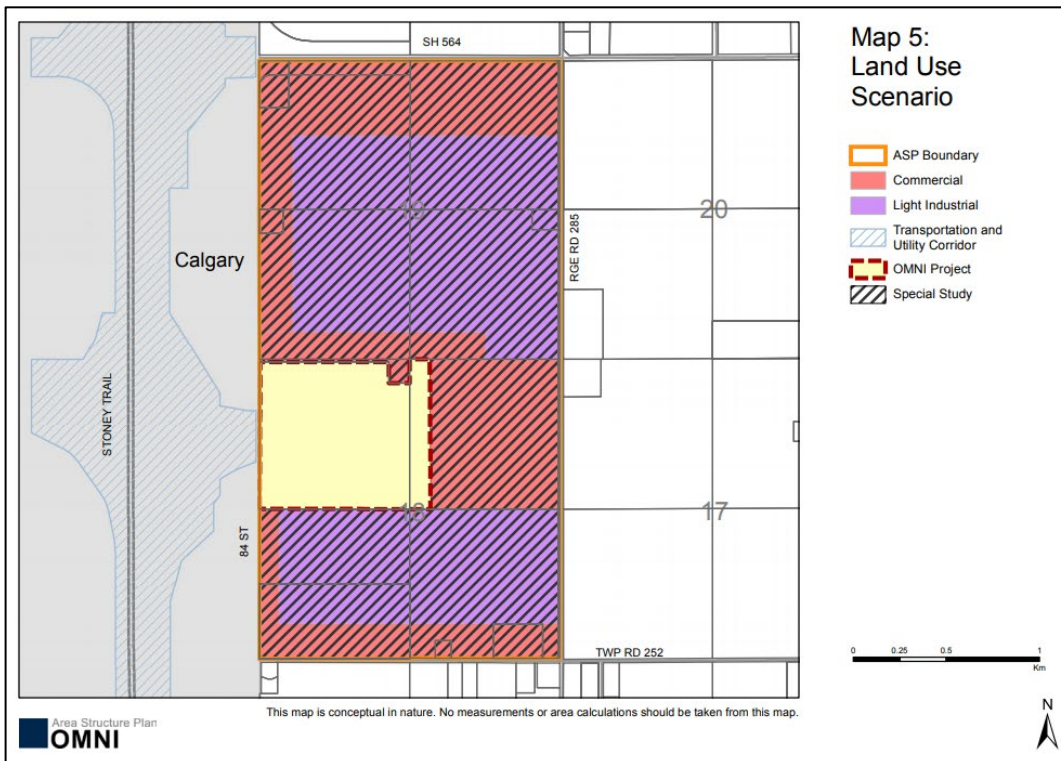 SH 564
Map 5:
Land Use
Scenario
ASP Boundary
Commercial
Light Industrial
Transportation and
Utility Corridor
OMNI Project
Special Study
19
20
RGE RD 285
Calgary
STONEY TRAIL
84 ST
18
17
TWP RD 252
0 0.25 0.5 1
Km
This map is conceptual in nature. No measurements or area calculations should be taken from this map.
N
Area Structure Plan
OMNI